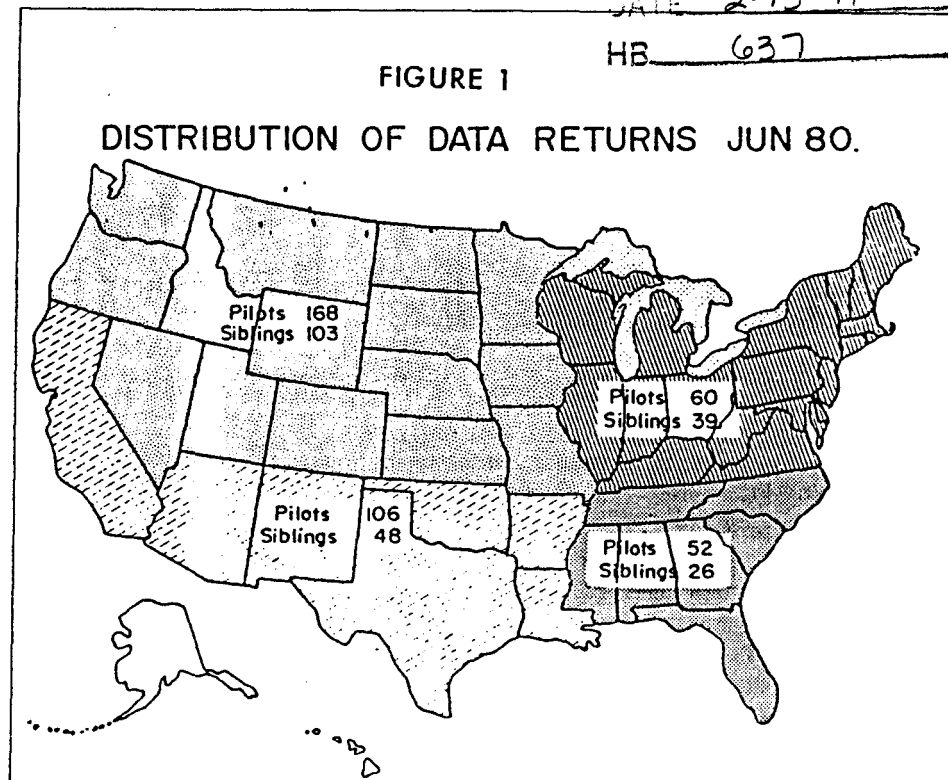 DATE
HB 637
FIGURE 1
DISTRIBUTION OF DATA RETURNS JUN 80.
Pilots 168
Siblings 103
Pilots 60
Siblings 39
Pilots 106
Siblings 48
Pilots 52
Siblings 26